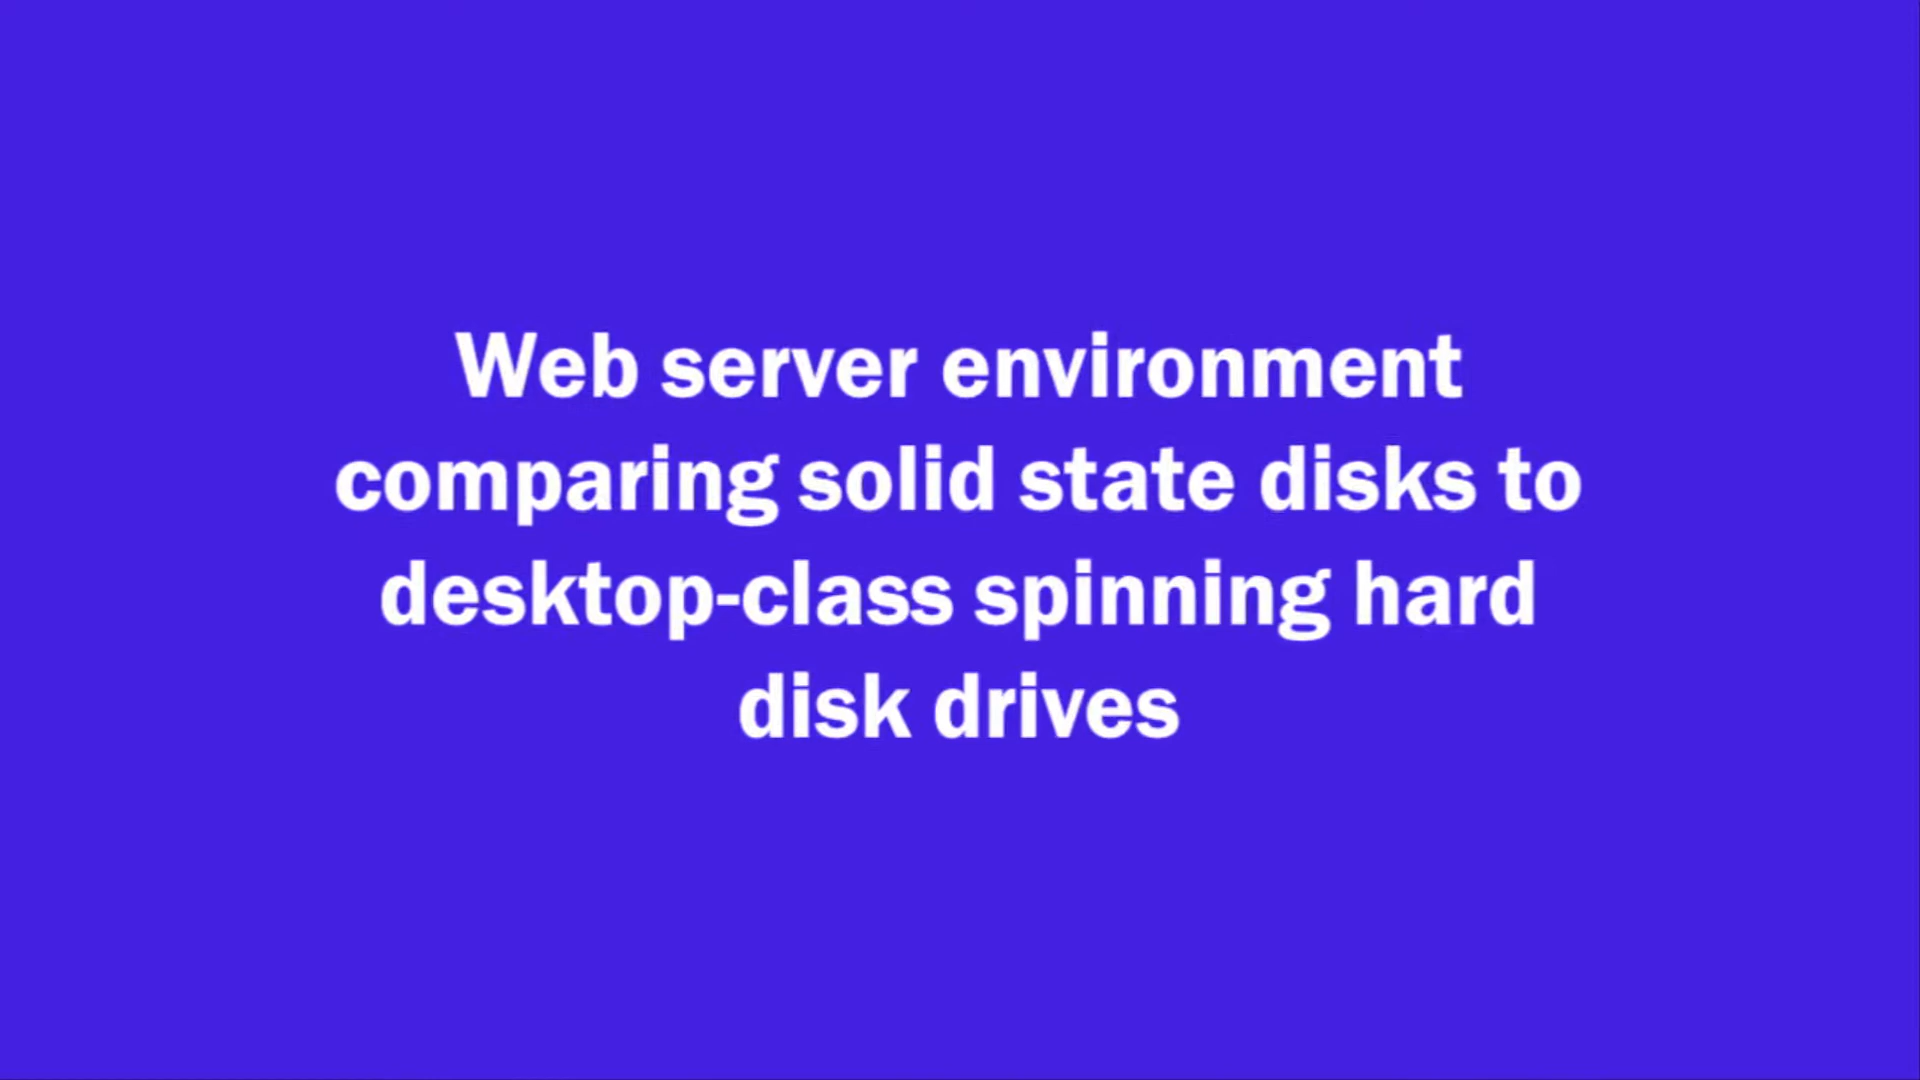 Web server environment
comparing solid state disks to
desktop-class spinning hard
disk drives